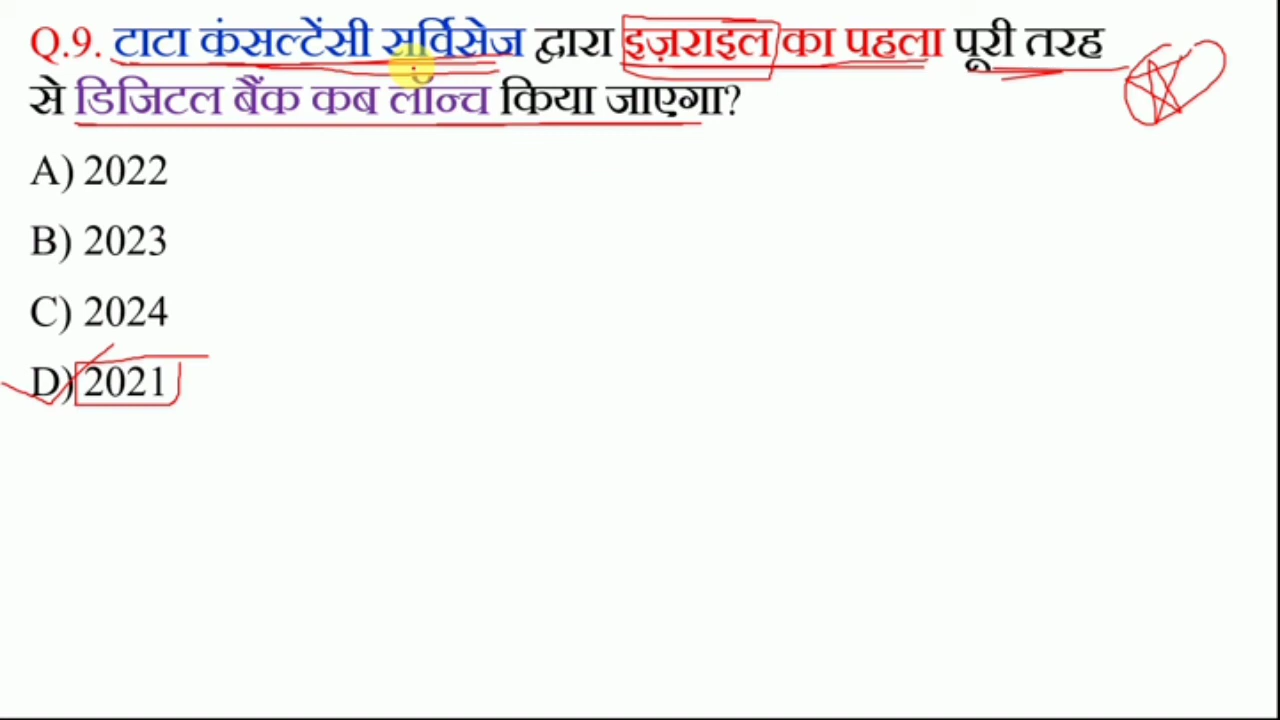 Q.9. टाटा कंसल्टेंसी सर्विसेज द्वारा इज़राइल का पहला पूरी तरह
से डिजिटल बैंक कब लॉन्च किया जाएगा?
A) 2022
B) 2023
C) 2024
D) 2021